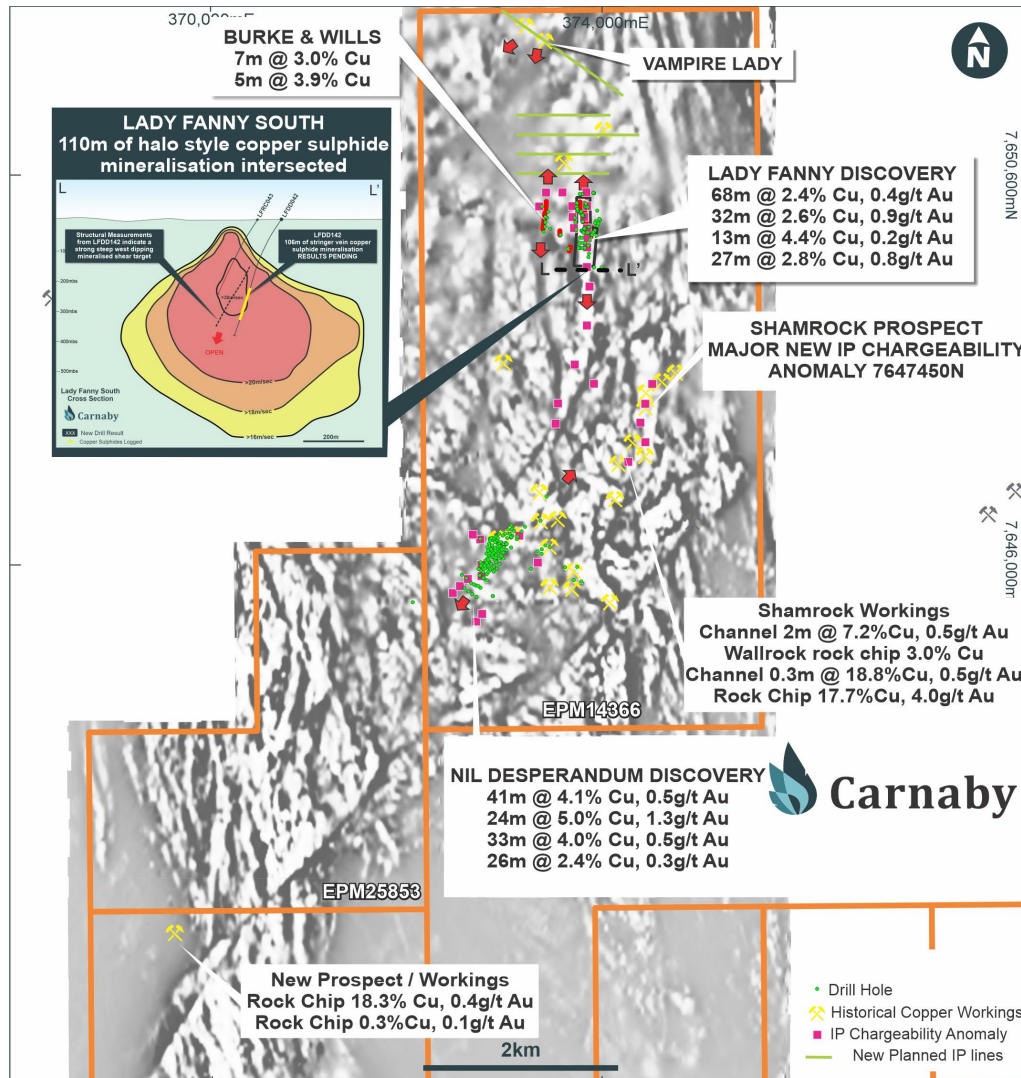 370,000mE
374,000mE
BURKE & WILLS
7m @ 3.0% Cu
5m @ 3.9% Cu
VAMPIRE LADY
N
7,650,600mN
LADY FANNY SOUTH
110m of halo style copper sulphide
mineralisation intersected
L
L'
LFRC043
LFDD042
Structural Measurements
from LFDD142 indicate a
strong steep west dipping
mineralised shear target
LFDD142
106m of stringer vein copper
sulphide mineralisation
RESULTS PENDING
-100
-200mbs
-300mbs
-400mbs
-500mbs
OPEN
>20m/sec
>18m/sec
>16m/sec
Lady Fanny South
Cross Section
Carnaby
XXX New Drill Result
Copper Sulphides Logged
200m
LADY FANNY DISCOVERY
68m @ 2.4% Cu, 0.4g/t Au
32m @ 2.6% Cu, 0.9g/t Au
13m @ 4.4% Cu, 0.2g/t Au
27m @ 2.8% Cu, 0.8g/t Au
L
L'
SHAMROCK PROSPECT
MAJOR NEW IP CHARGEABILITY
ANOMALY 7647450N
7,646,000m
Shamrock Workings
Channel 2m @ 7.2%Cu, 0.5g/t Au
Wallrock rock chip 3.0% Cu
Channel 0.3m @ 18.8%Cu, 0.5g/t Au
Rock Chip 17.7%Cu, 4.0g/t Au
EPM14366
NIL DESPERANDUM DISCOVERY
41m @ 4.1% Cu, 0.5g/t Au
24m @ 5.0% Cu, 1.3g/t Au
33m @ 4.0% Cu, 0.5g/t Au
26m @ 2.4% Cu, 0.3g/t Au
Carnaby
EPM25853
New Prospect / Workings
Rock Chip 18.3% Cu, 0.4g/t Au
Rock Chip 0.3%Cu, 0.1g/t Au
2km
Drill Hole
Historical Copper Workings
IP Chargeability Anomaly
New Planned IP lines